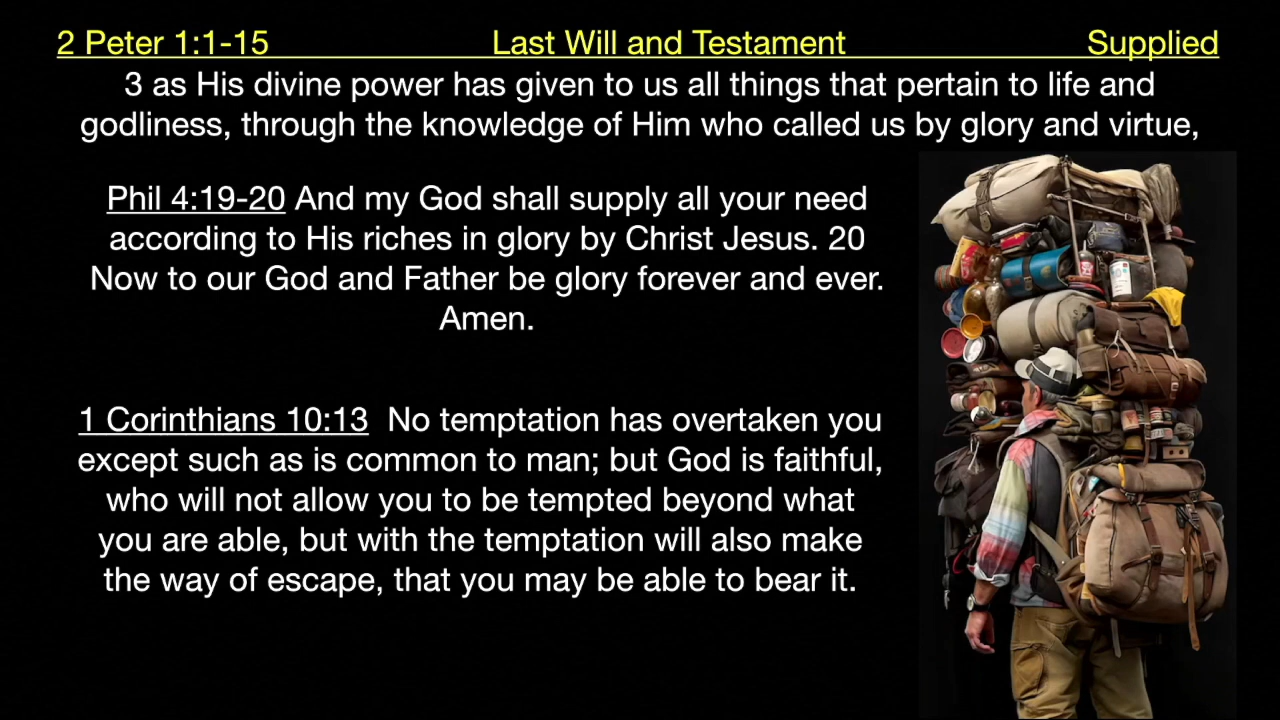 2 Peter 1:1-15 Last Will and Testament Supplied
3 as His divine power has given to us all things that pertain to life and
godliness, through the knowledge of Him who called us by glory and virtue,
Phil 4:19-20 And my God shall supply all your need
according to His riches in glory by Christ Jesus. 20
Now to our God and Father be glory forever and ever.
Amen.
1 Corinthians 10:13 No temptation has overtaken you
except such as is common to man; but God is faithful,
who will not allow you to be tempted beyond what
you are able, but with the temptation will also make
the way of escape, that you may be able to bear it.